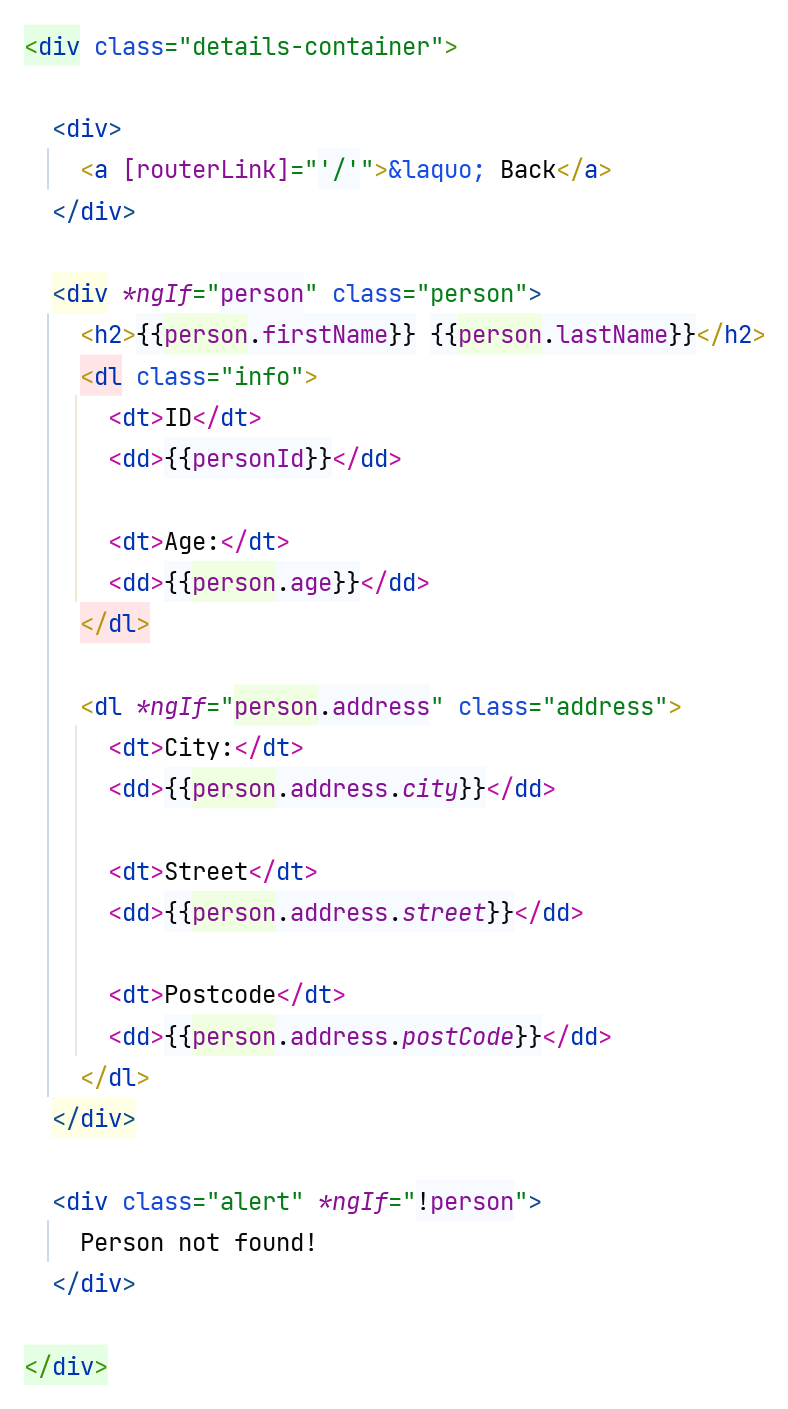 <div class="details-container">
<div>
<a [routerLink]="'/'">&laquo; Back</a>
</div>
<div *ngIf="person" class="person">
<h2>{{person.firstName}} {{person.lastName}}</h2>
<dl class="info">
<dt>ID</dt>
<dd>{{personId}}</dd>
<dt>Age:</dt>
<dd>{{person.age}}</dd>
</dl>
<dl *ngIf="person.address" class="address">
<dt>City:</dt>
<dd>{{person.address.city}}</dd>
<dt>Street</dt>
<dd>{{person.address.street}}</dd>
<dt>Postcode</dt>
<dd>{{person.address.postCode}}</dd>
</dl>
</div>
<div class="alert" *ngIf="!person">
Person not found!
</div>
</div>